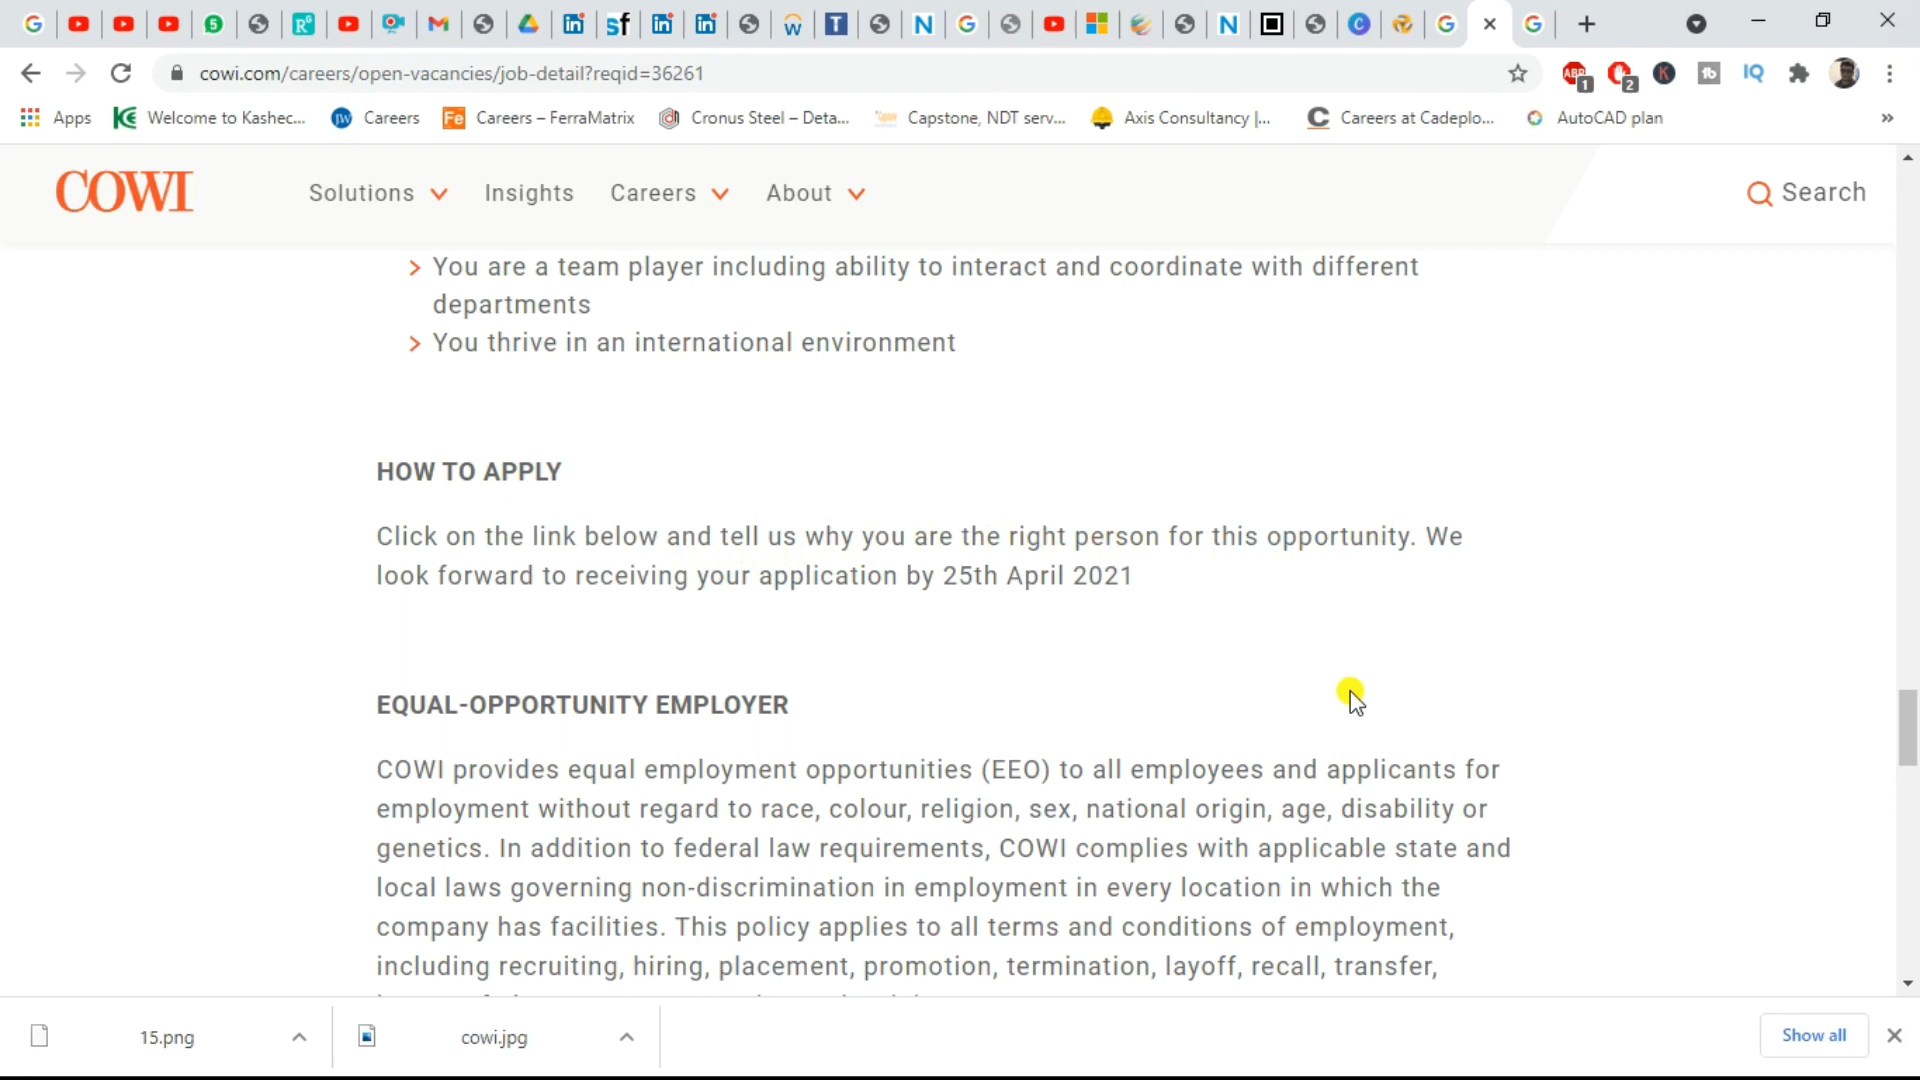 cowi.com/careers/open-vacancies/job-detail?reqid=36261
Apps Welcome to Kashec... Careers Careers – FerraMatrix Cronus Steel – Deta... Capstone, NDT serv... Axis Consultancy |... Careers at Cadeplo... AutoCAD plan »
COWI Solutions Insights Careers About Search
You are a team player including ability to interact and coordinate with different
departments
You thrive in an international environment
HOW TO APPLY
Click on the link below and tell us why you are the right person for this opportunity. We
look forward to receiving your application by 25th April 2021
EQUAL-OPPORTUNITY EMPLOYER
COWI provides equal employment opportunities (EEO) to all employees and applicants for
employment without regard to race, colour, religion, sex, national origin, age, disability or
genetics. In addition to federal law requirements, COWI complies with applicable state and
local laws governing non-discrimination in employment in every location in which the
company has facilities. This policy applies to all terms and conditions of employment,
including recruiting, hiring, placement, promotion, termination, layoff, recall, transfer,
15.png cowi.jpg Show all